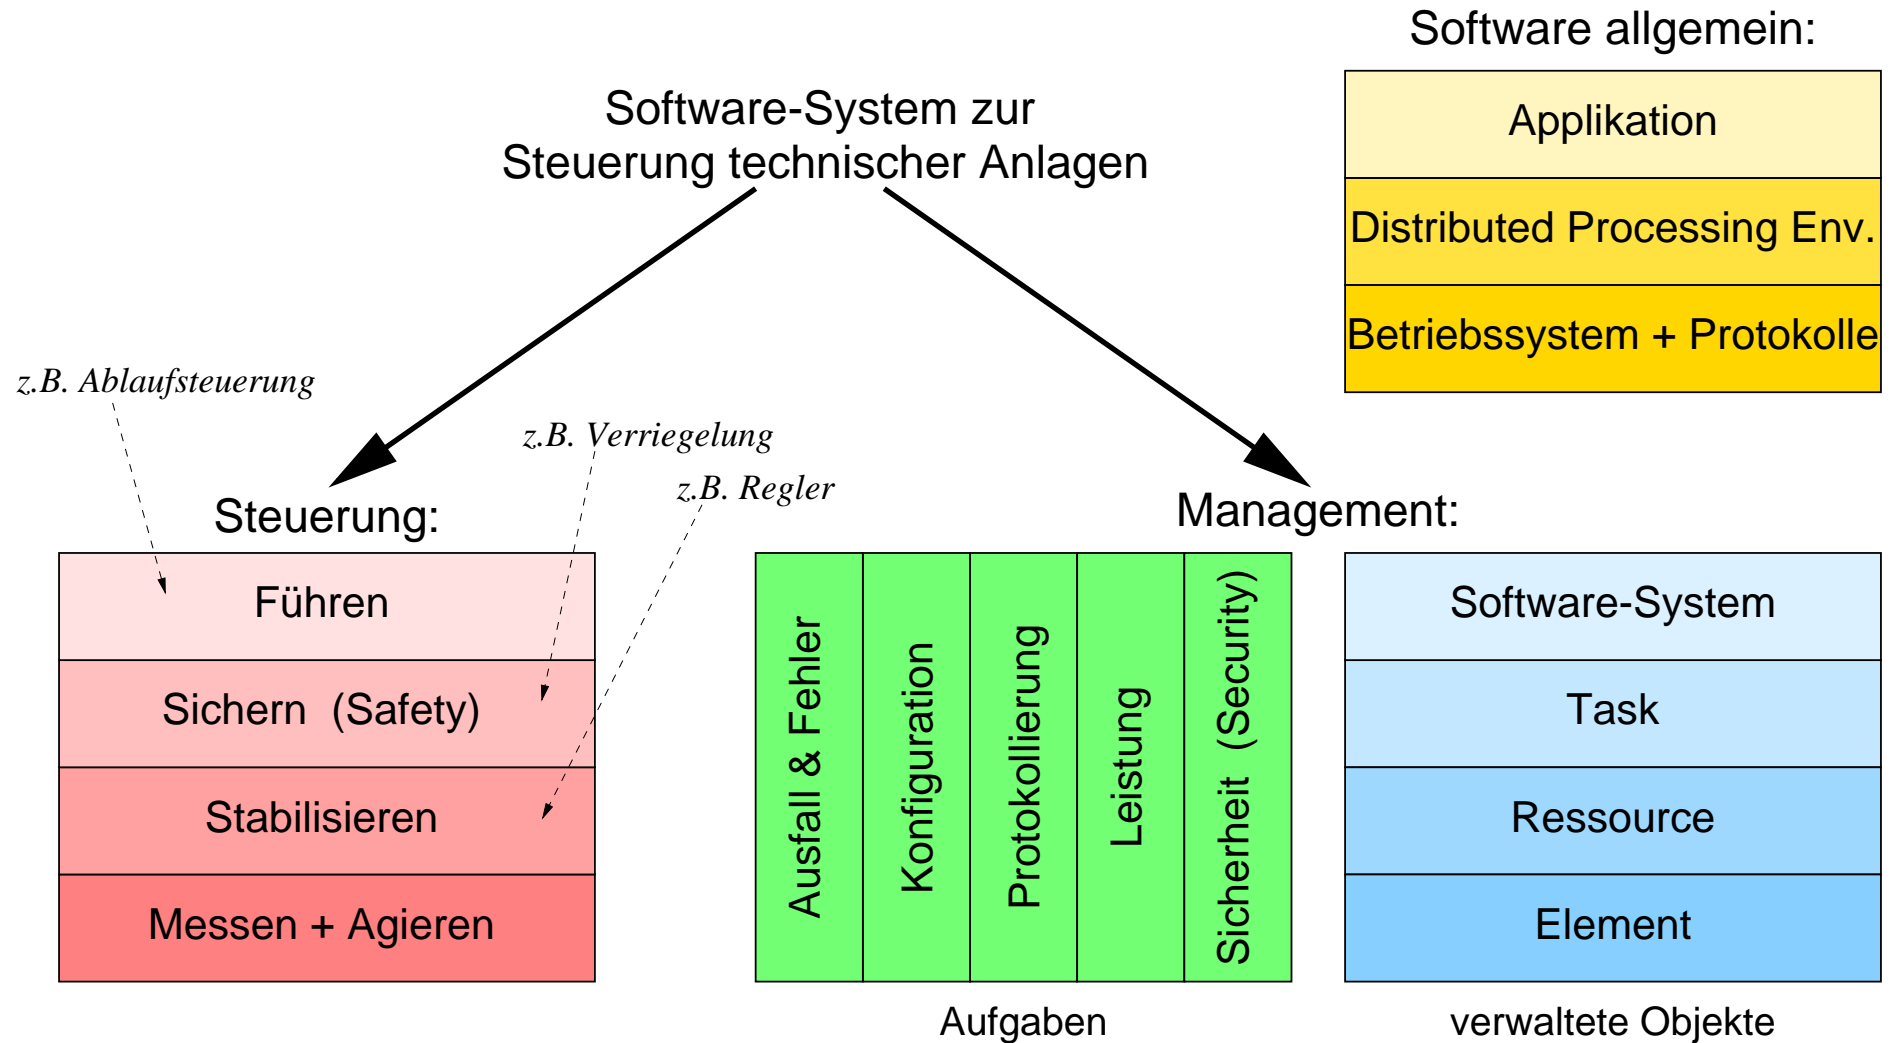 Software allgemein:
Applikation
Distributed Processing Env.
Betriebssystem + Protokolle
Software-System zur
Steuerung technischer Anlagen
z.B. Ablaufsteuerung
z.B. Verriegelung
z.B. Regler
Steuerung:
Führen
Sichern (Safety)
Stabilisieren
Messen + Agieren
Management:
Ausfall & Fehler
Konfiguration
Protokollierung
Leistung
Sicherheit (Security)
Aufgaben
Software-System
Task
Ressource
Element
verwaltete Objekte